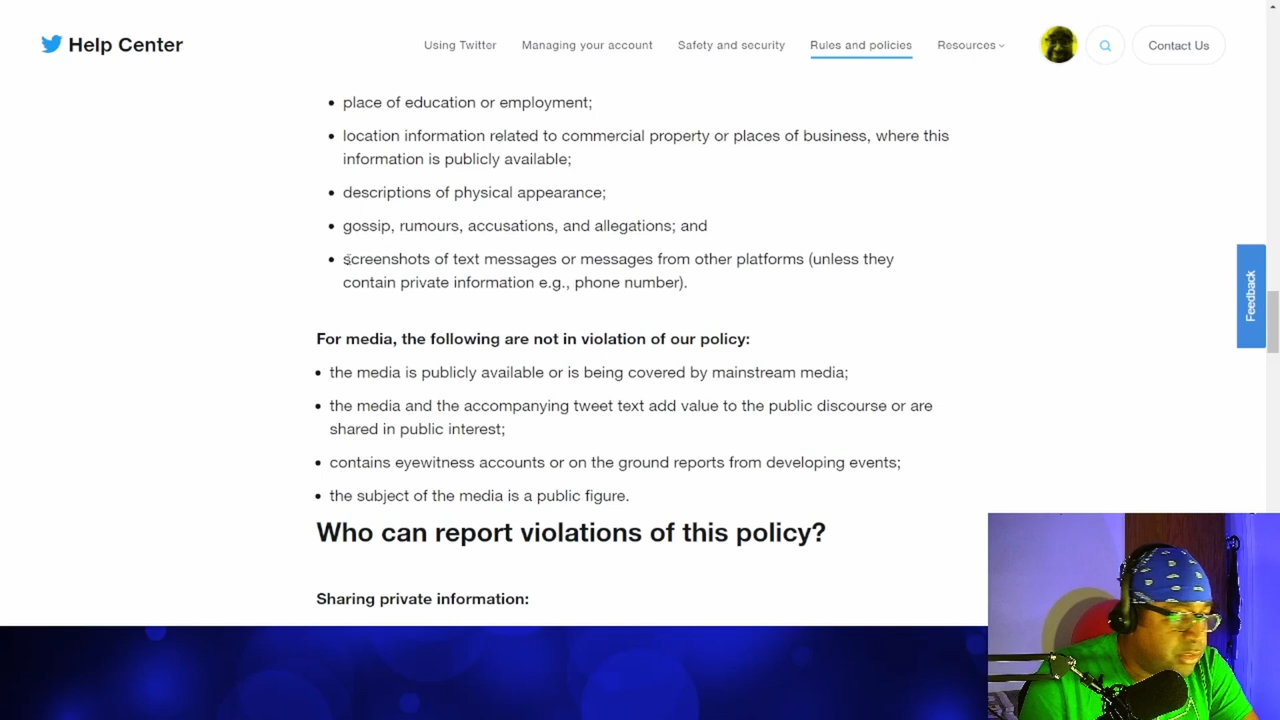 Help Center
Using Twitter
Managing your account
Safety and security
Rules and policies
Resources
Contact Us
• place of education or employment;
• location information related to commercial property or places of business, where this
information is publicly available;
• descriptions of physical appearance;
• gossip, rumours, accusations, and allegations; and
• screenshots of text messages or messages from other platforms (unless they
contain private information e.g., phone number).
Feedback
For media, the following are not in violation of our policy:
• the media is publicly available or is being covered by mainstream media;
• the media and the accompanying tweet text add value to the public discourse or are
shared in public interest;
• contains eyewitness accounts or on the ground reports from developing events;
• the subject of the media is a public figure.
Who can report violations of this policy?
Sharing private information: